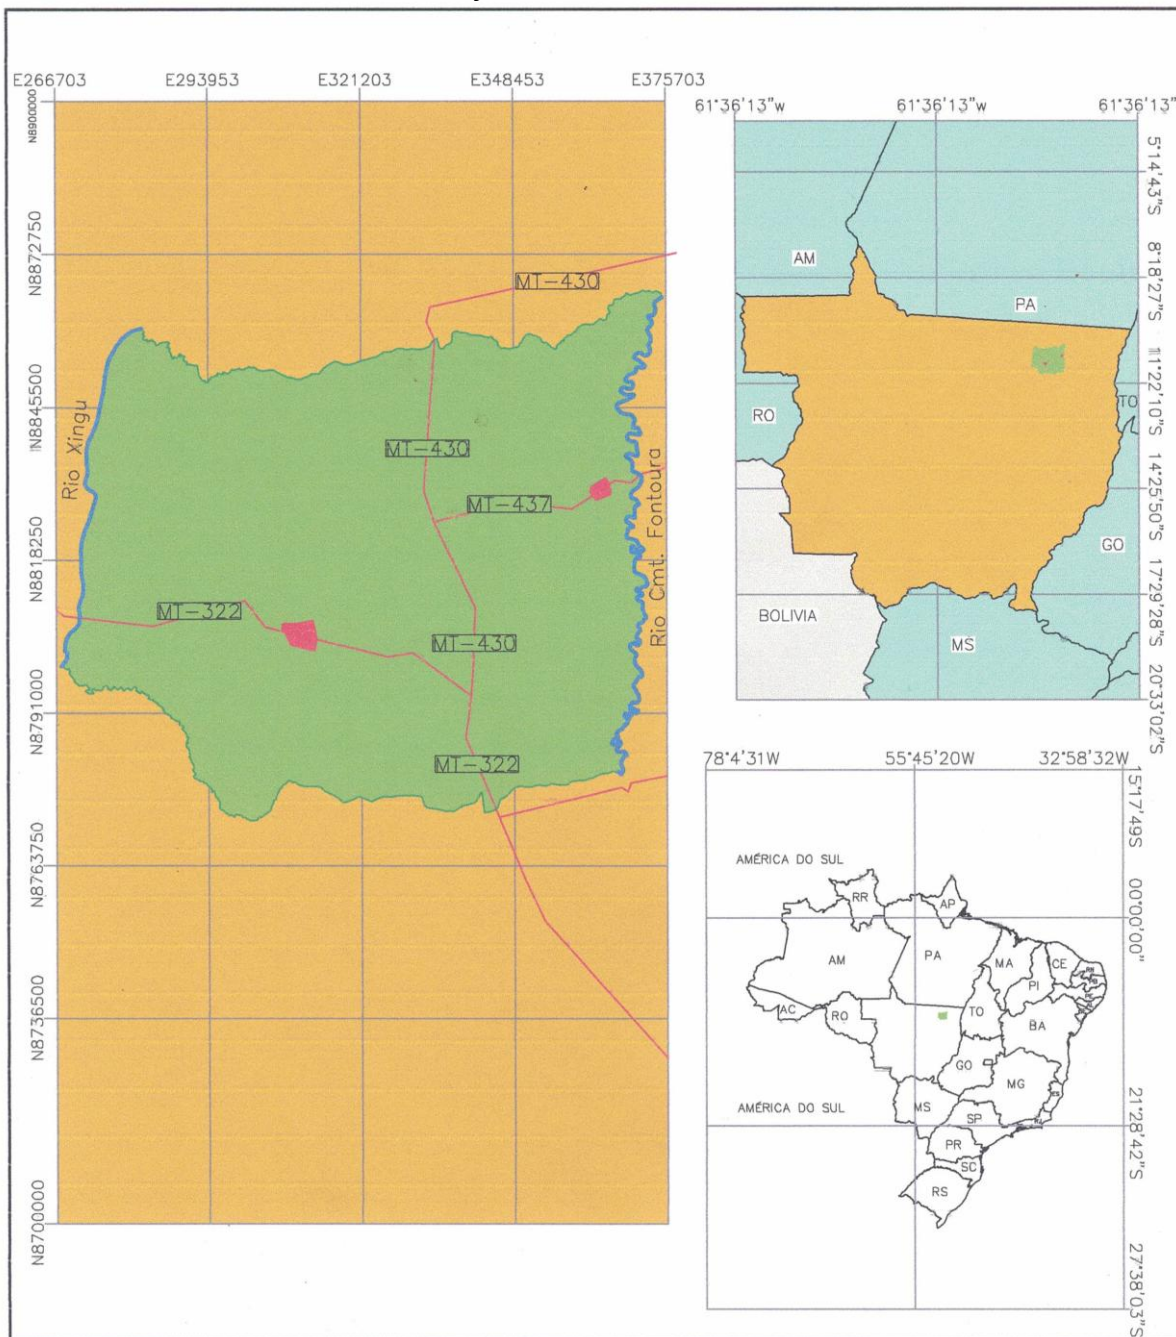 E266703
E293953
E321203
E348453
E375703
N8900000
N8872750
N8845500
N8818250
N8791000
N8763750
N8736500
N8700000
MT-430
MT-430
MT-437
MT-322
MT-430
MT-322
Rio Xingu
Rio Cmt. Fontoura
61°36'13"W
61°36'13"W
61°36'13"W
5°14'43"S
8°18'27"S
11°22'10"S
14°25'50"S
17°29'28"S
20°33'02"S
AM
PA
RO
TO
GO
BOLIVIA
MS
78°4'31W
55°45'20W
32°58'32W
15°17'49S
00°00'00"
21°28'42"S
27°38'03"S
AMÉRICA DO SUL
RR
AP
AM
PA
MA
CE
RN
PI
AC
RO
TO
BA
GO
MG
ES
AMÉRICA DO SUL
MS
SP
RJ
PR
SC
RS